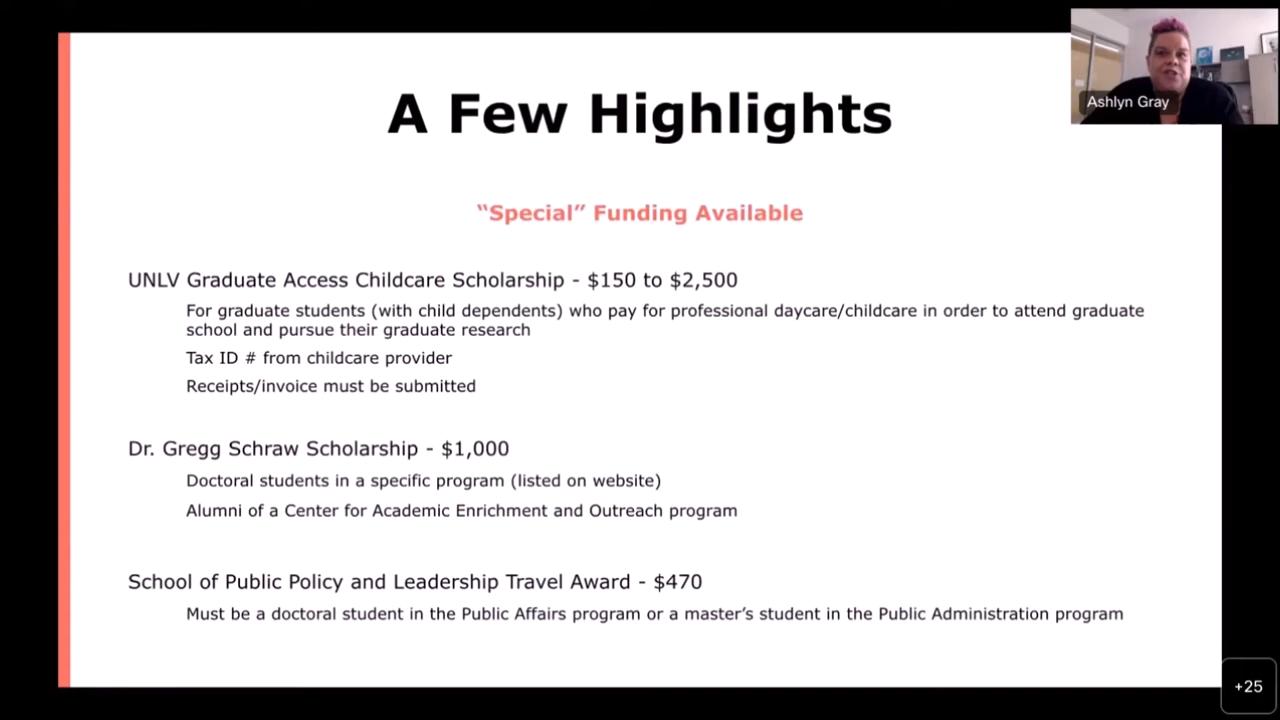 A Few Highlights
Ashlyn Gray
“Special” Funding Available
UNLV Graduate Access Childcare Scholarship - $150 to $2,500
For graduate students (with child dependents) who pay for professional daycare/childcare in order to attend graduate
school and pursue their graduate research
Tax ID # from childcare provider
Receipts/invoice must be submitted
Dr. Gregg Schraw Scholarship - $1,000
Doctoral students in a specific program (listed on website)
Alumni of a Center for Academic Enrichment and Outreach program
School of Public Policy and Leadership Travel Award - $470
Must be a doctoral student in the Public Affairs program or a master’s student in the Public Administration program
+25